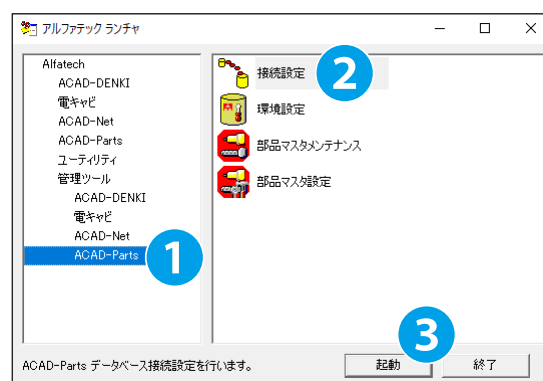 アルファテック ランチャ
Alfatech
ACAD-DENKI
電キャビ
ACAD-Net
ACAD-Parts
ユーティリティ
管理ツール
ACAD-DENKI
電キャビ
ACAD-Net
ACAD-Parts
1
接続設定
2
環境設定
部品マスタメンテナンス
部品マスタ設定
3
ACAD-Parts データベース接続設定を行います。
起動
終了